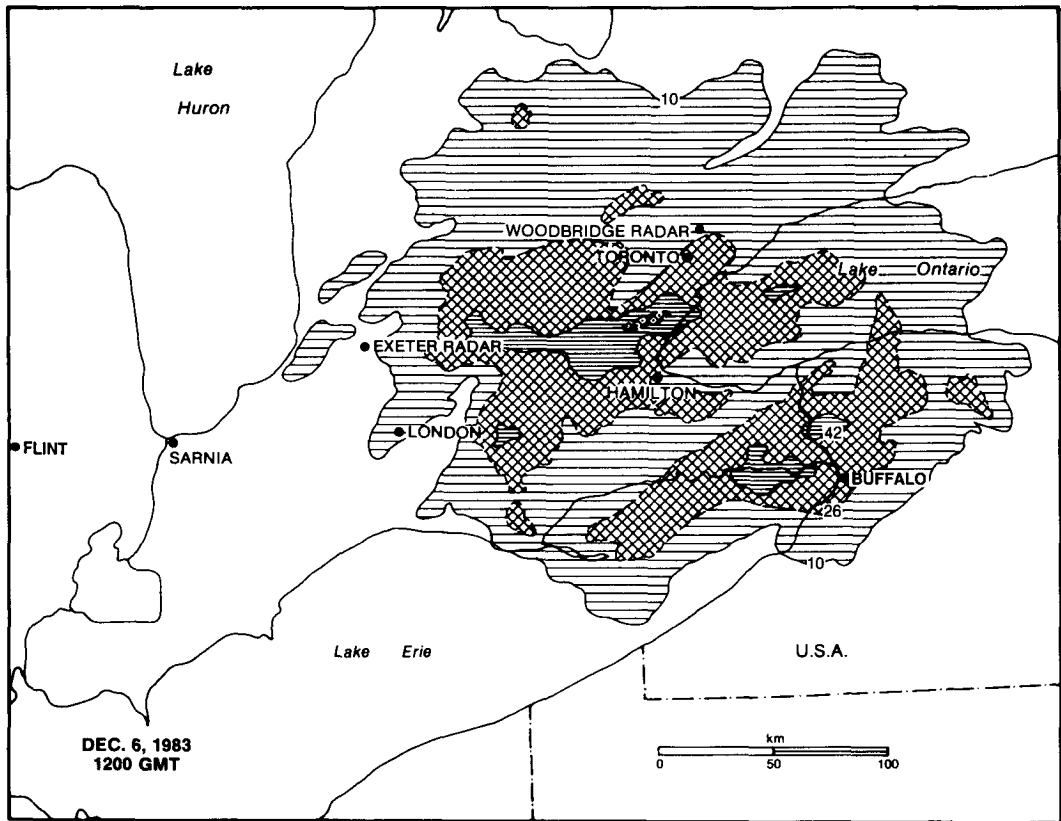 Lake
Huron
10
WOODBRIDGE RADAR
TORONTO
Lake Ontario
EXETER RADAR
HAMILTON
LONDON
42
FLINT
SARNIA
BUFFALO
26
10
Lake Erie
U.S.A.
DEC. 6, 1983
1200 GMT
km
0 50 100